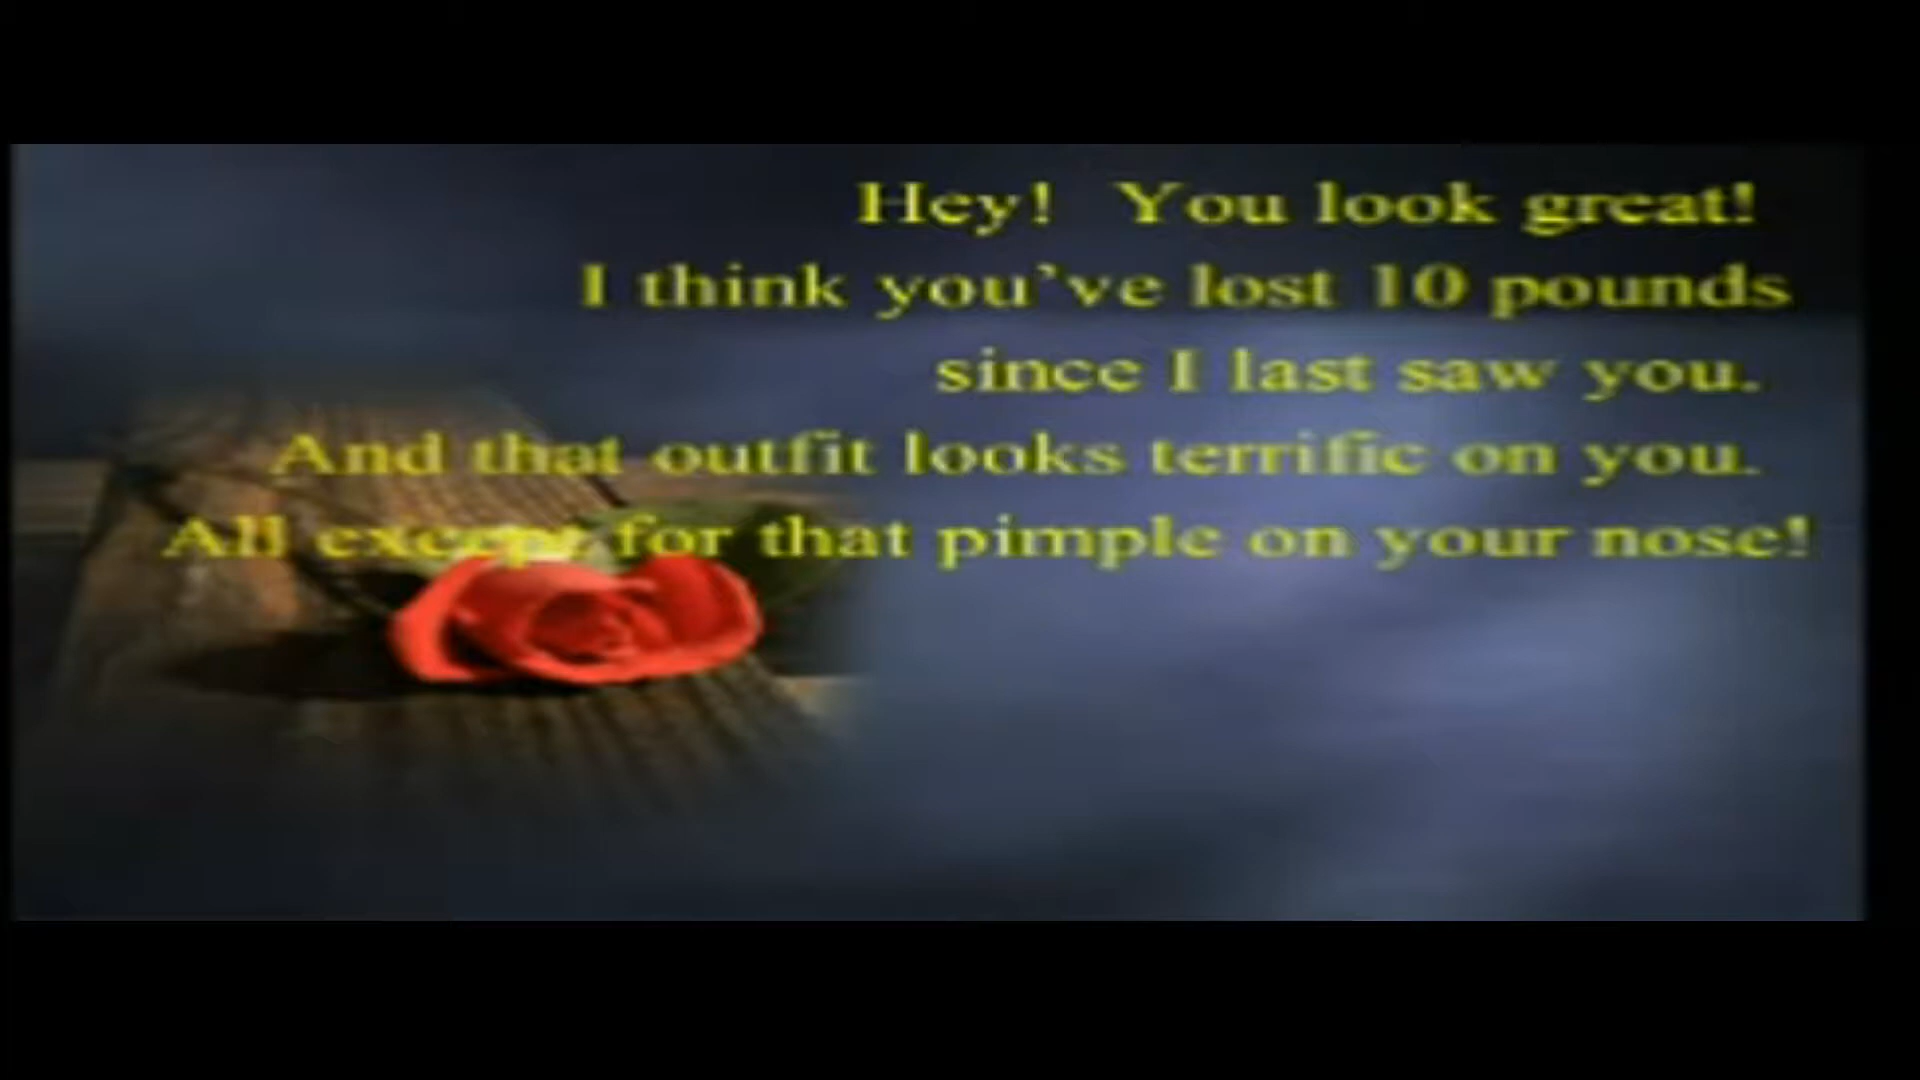 Hey!  You look great!
I think you've lost 10 pounds
since I last saw you.
And that outfit looks terrific on you.
All except for that pimple on your nose!